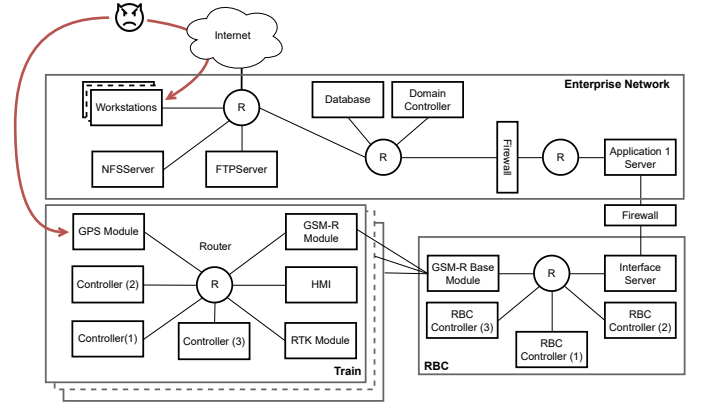 Internet
Enterprise Network
Workstations
R
Database
Domain
Controller
NFSServer
FTPServer
R
Firewall
R
Application 1
Server
Firewall
GPS Module
Router
GSM-R
Module
Controller (2)
R
HMI
Controller(1)
Controller (3)
RTK Module
Train
GSM-R Base
Module
R
Interface
Server
RBC
Controller (3)
RBC
Controller (1)
RBC
Controller (2)
RBC